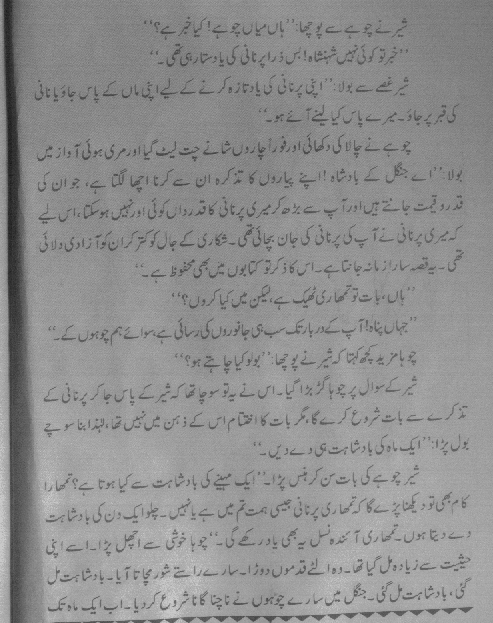 شیر نے چوہے سے پوچھا: ’’ہاں میاں چوہے! کیا خبر ہے؟‘‘
’’خبر تو کوئی نہیں شہنشاہ! بس ذرا پرنانی کی یاد ستا رہی تھی۔‘‘
شیر غصے سے بولا: ’’اپنی پرنانی کی یاد تازہ کرنے کے لیے اپنی ماں کے پاس جاؤ یا نانی
کی قبر پر جاؤ۔ میرے پاس کیا لینے آئے ہو۔‘‘
چوہے نے چالاکی دکھائی اور فوراً چاروں شانے چت لیٹ گیا اور مری ہوئی آواز میں
بولا: ’’اے جنگل کے بادشاہ! اپنے پیاروں کا تذکرہ ان سے کرنا اچھا لگتا ہے، جو ان کی
قدر و قیمت جانتے ہیں اور آپ سے بڑھ کر میری پرنانی کا قدرداں کوئی اور نہیں ہو سکتا، اس لیے
کہ میری پرنانی نے آپ کی پرنانی کی جان بچائی تھی۔ شکاری کے جال کو کتر کر ان کو آزادی دلائی
تھی۔ یہ قصہ سارا زمانہ جانتا ہے۔ اس کا ذکر تو کتابوں میں بھی محفوظ ہے۔‘‘
’’ہاں، بات تو تمھاری ٹھیک ہے، لیکن میں کیا کروں؟‘‘
’’جہاں پناہ! آپ کے دربار تک سب ہی جانوروں کی رسائی ہے، سوائے ہم چوہوں کے۔‘‘
چوہا مزید کچھ کہتا کہ شیر نے پوچھا: ’’بولو کیا چاہتے ہو؟‘‘
شیر کے سوال پر چوہا گڑبڑا گیا۔ اس نے یہ تو سوچا تھا کہ شیر کے پاس جا کر پرنانی کے
تذکرے سے بات شروع کرے گا، مگر بات کا اختتام اس کے ذہن میں نہیں تھا، لہٰذا بنا سوچے
بول پڑا: ’’ایک ماہ کی بادشاہت ہی دے دیں۔‘‘
شیر چوہے کی بات سن کر ہنس پڑا۔ ’’ایک مہینے کی بادشاہت سے کیا ہوتا ہے؟ تمھارا
کام بھی تو دیکھنا پڑے گا کہ تمھاری پرنانی جیسی ہمت تم میں ہے یا نہیں۔ چلو ایک دن کی بادشاہت
دے دیتا ہوں۔ تمھاری آئندہ نسل یہ بھی یاد رکھے گی۔‘‘ چوہا خوشی سے اچھل پڑا۔ اسے اپنی
حیثیت سے زیادہ مل گیا تھا۔ وہ الٹے قدموں دوڑا۔ سارے راستے شور مچاتا آیا۔ بادشاہت مل
گئی، بادشاہت مل گئی۔ جنگل میں سارے چوہوں نے ناچنا گانا شروع کر دیا۔ اب ایک ماہ تک